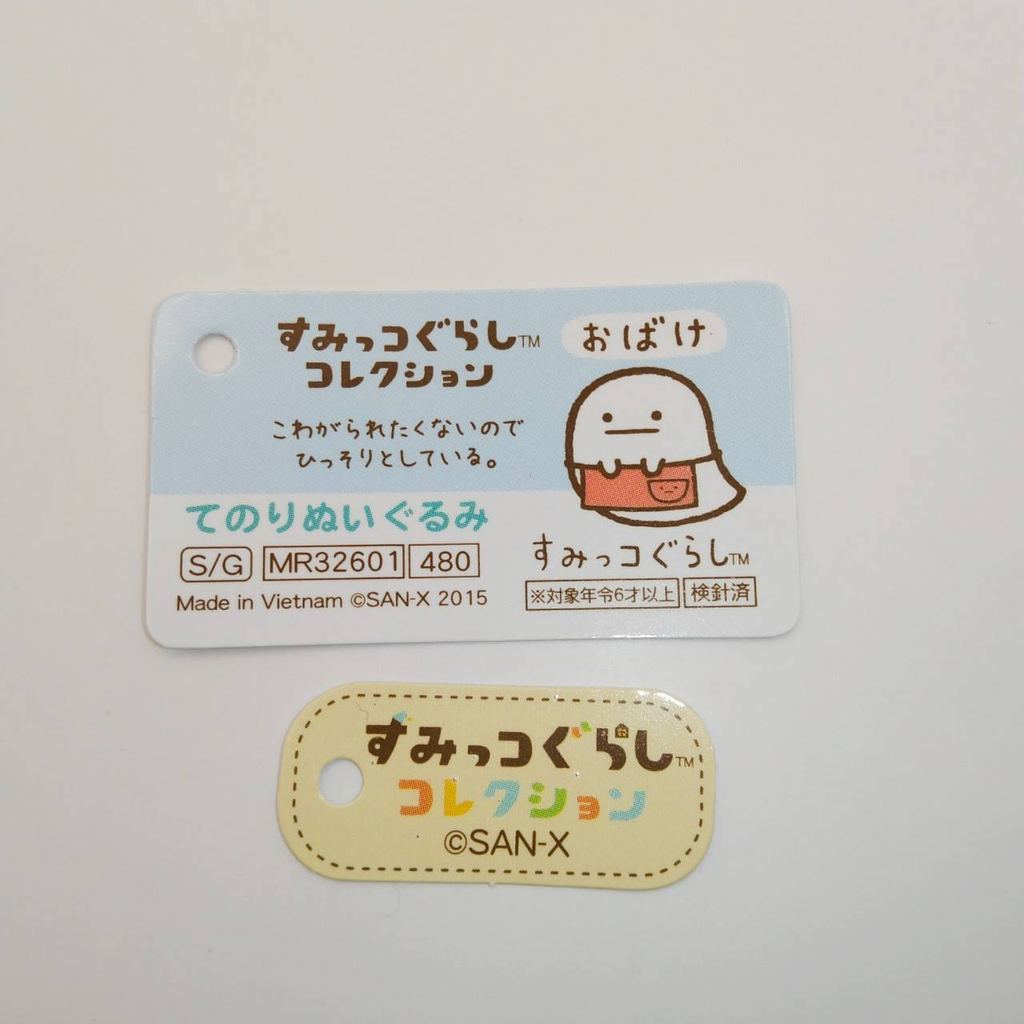 すみっコぐらし™
コレクション
おばけ
こわがられたくないので
ひっそりとしている。
てのりぬいぐるみ
S/G MR32601 480
Made in Vietnam ©SAN-X 2015
すみっコぐらし™
※対象年令6才以上 検針済
すみっコぐらし™
コレクション
©SAN-X